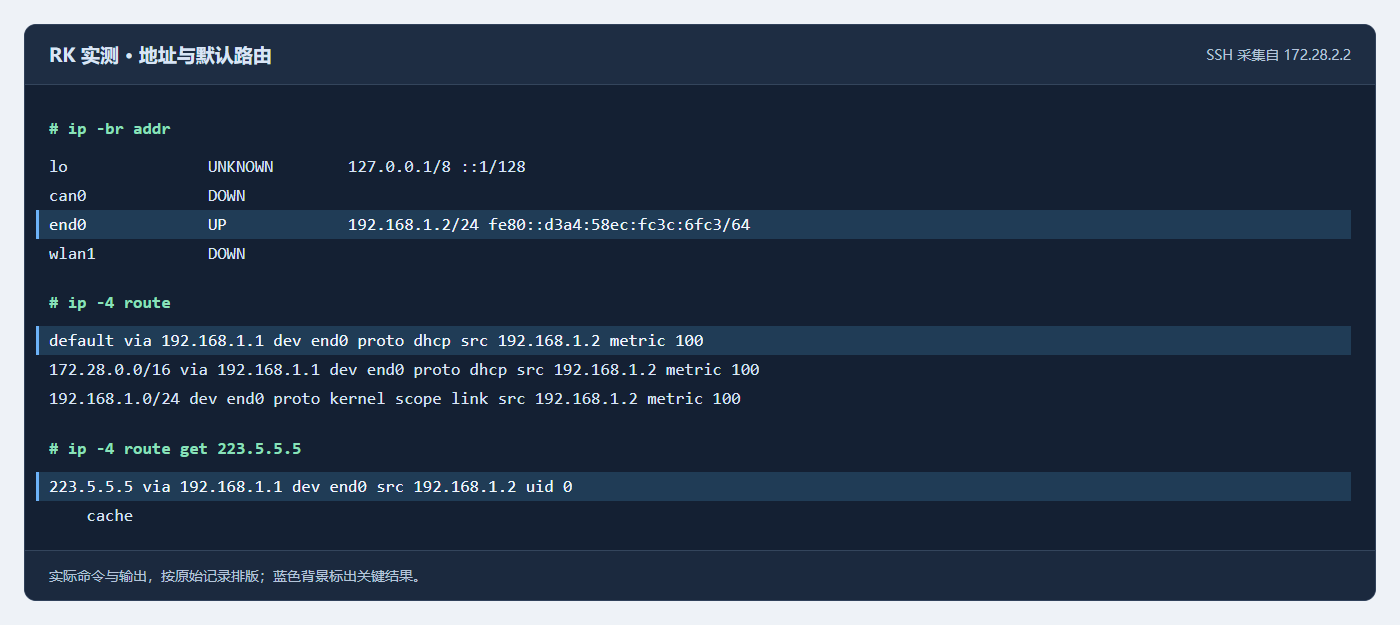 RK 实测 • 地址与默认路由
SSH 采集自 172.28.2.2
# ip -br addr
lo UNKNOWN 127.0.0.1/8 ::1/128
can0 DOWN
end0 UP 192.168.1.2/24 fe80::d3a4:58ec:fc3c:6fc3/64
wlan1 DOWN
# ip -4 route
default via 192.168.1.1 dev end0 proto dhcp src 192.168.1.2 metric 100
172.28.0.0/16 via 192.168.1.1 dev end0 proto dhcp src 192.168.1.2 metric 100
192.168.1.0/24 dev end0 proto kernel scope link src 192.168.1.2 metric 100
# ip -4 route get 223.5.5.5
223.5.5.5 via 192.168.1.1 dev end0 src 192.168.1.2 uid 0
cache
实际命令与输出，按原始记录排版；蓝色背景标出关键结果。